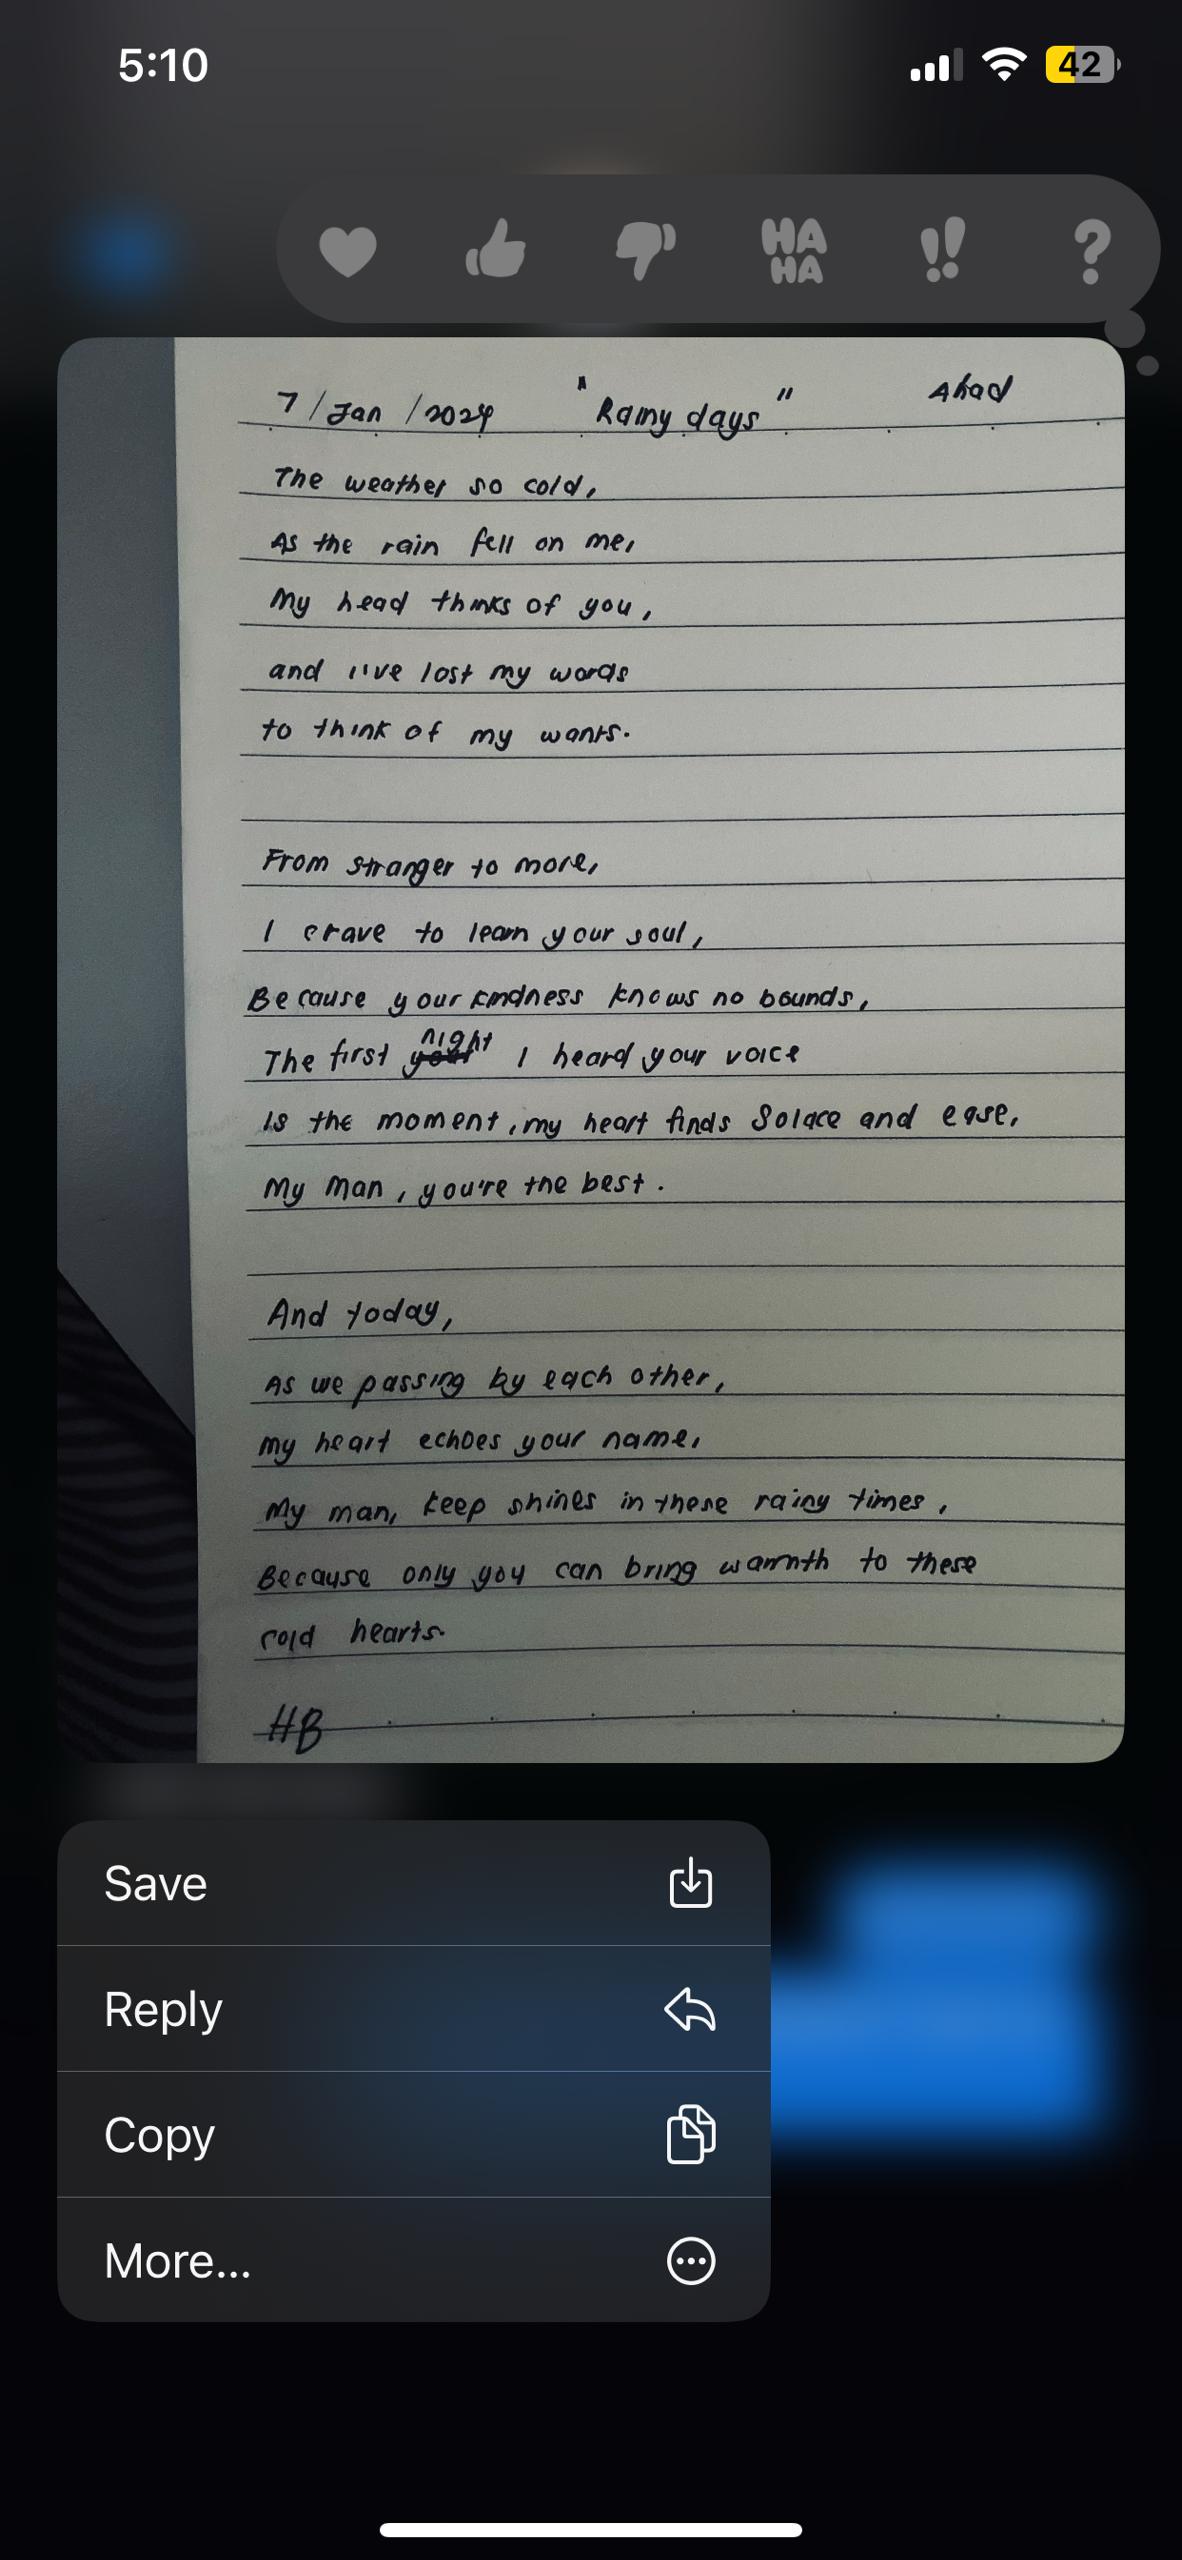 5:10
42
HA
HA
!!
?
7/Jan/2024 "Rainy days" Ahad
The weather so cold,
As the rain fell on me,
My head thinks of you,
and i've lost my words
to think of my wants.
From stranger to more,
I crave to learn your soul,
Because your kindness knows no bounds,
The first night I heard your voice
Is the moment, my heart finds Solace and ease,
My Man, you're the best.
And today,
As we passing by each other,
my heart echoes your name,
My man, keep shines in these rainy times,
Because only you can bring warmth to these
cold hearts.
HB
Save
Reply
Copy
More...